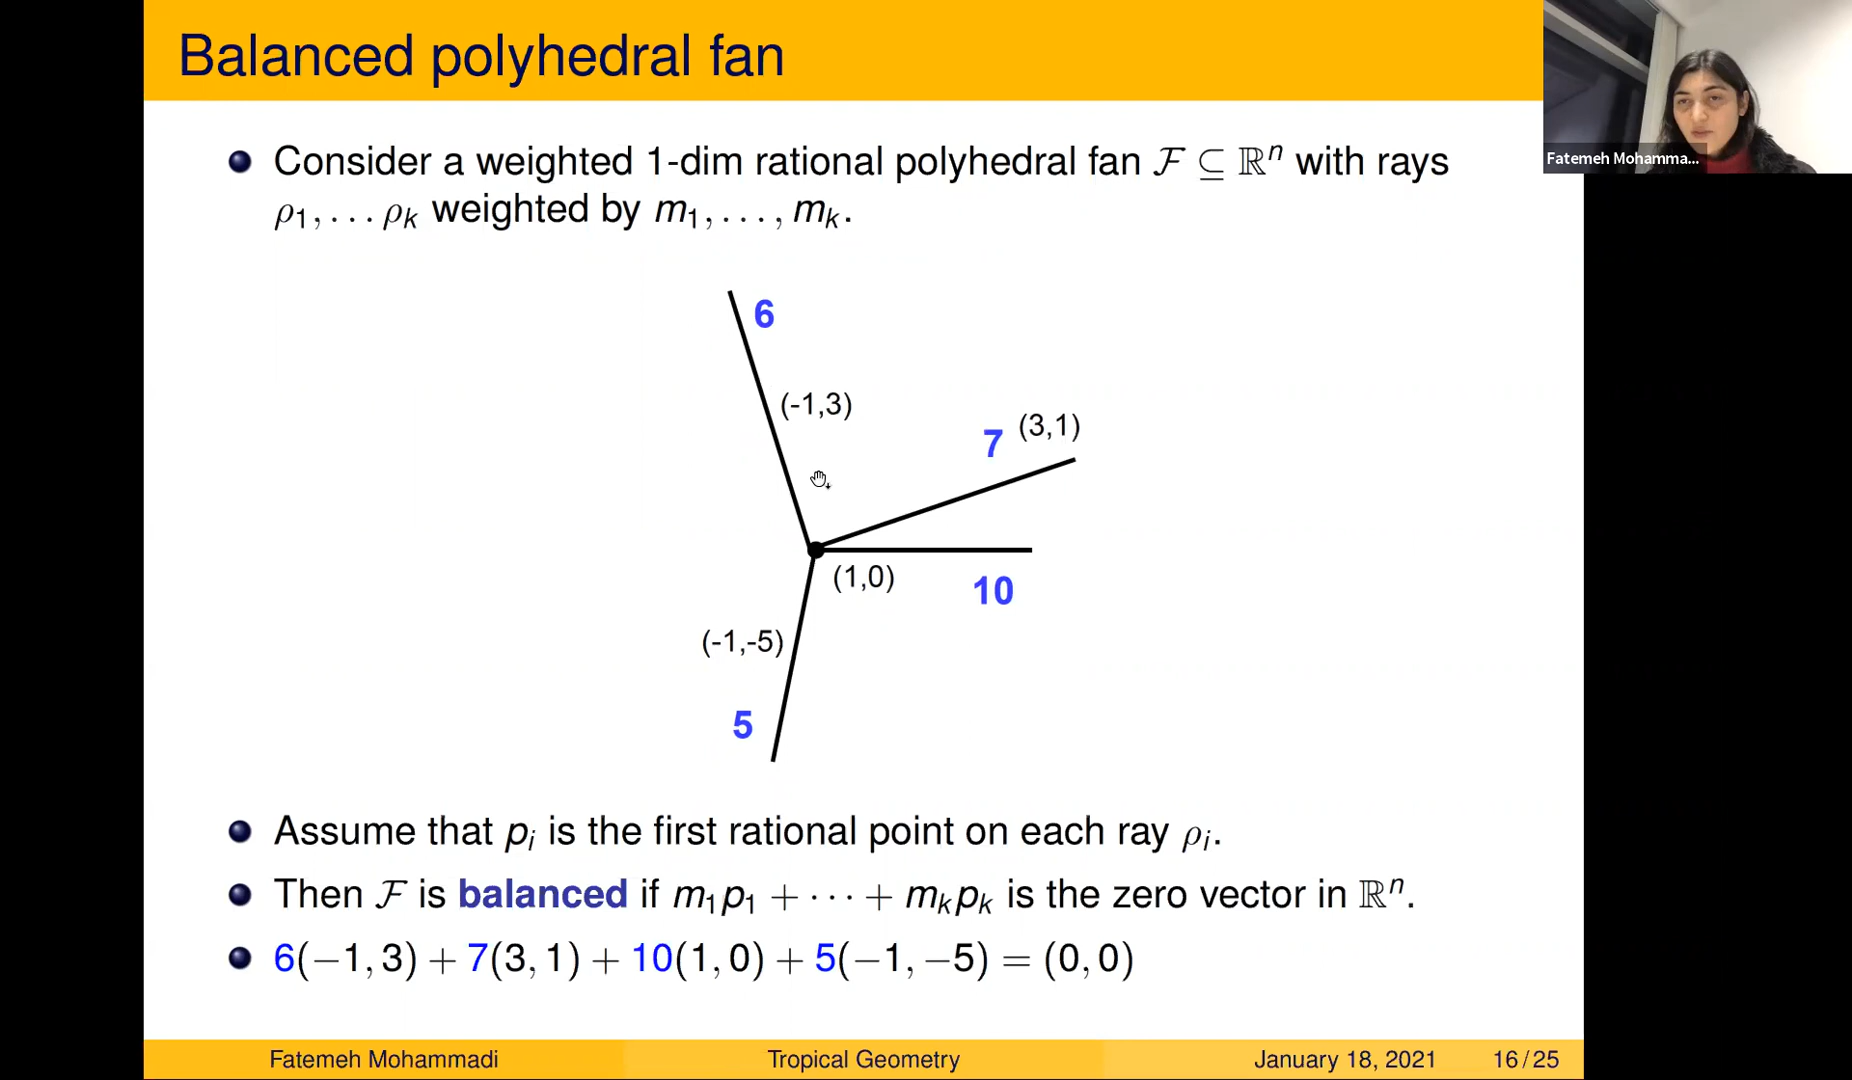 Balanced polyhedral fan
Fatemeh Mohamma...
Consider a weighted 1-dim rational polyhedral fan ℱ ⊆ ℝⁿ with rays
ρ₁, … ρₖ weighted by m₁, …, mₖ.
6
(-1,3)
7 (3,1)
(1,0)
10
(-1,-5)
5
Assume that pᵢ is the first rational point on each ray ρᵢ.
Then ℱ is balanced if m₁p₁ + ⋯ + mₖpₖ is the zero vector in ℝⁿ.
6(−1, 3) + 7(3, 1) + 10(1, 0) + 5(−1, −5) = (0, 0)
Fatemeh Mohammadi Tropical Geometry January 18, 2021 16/25